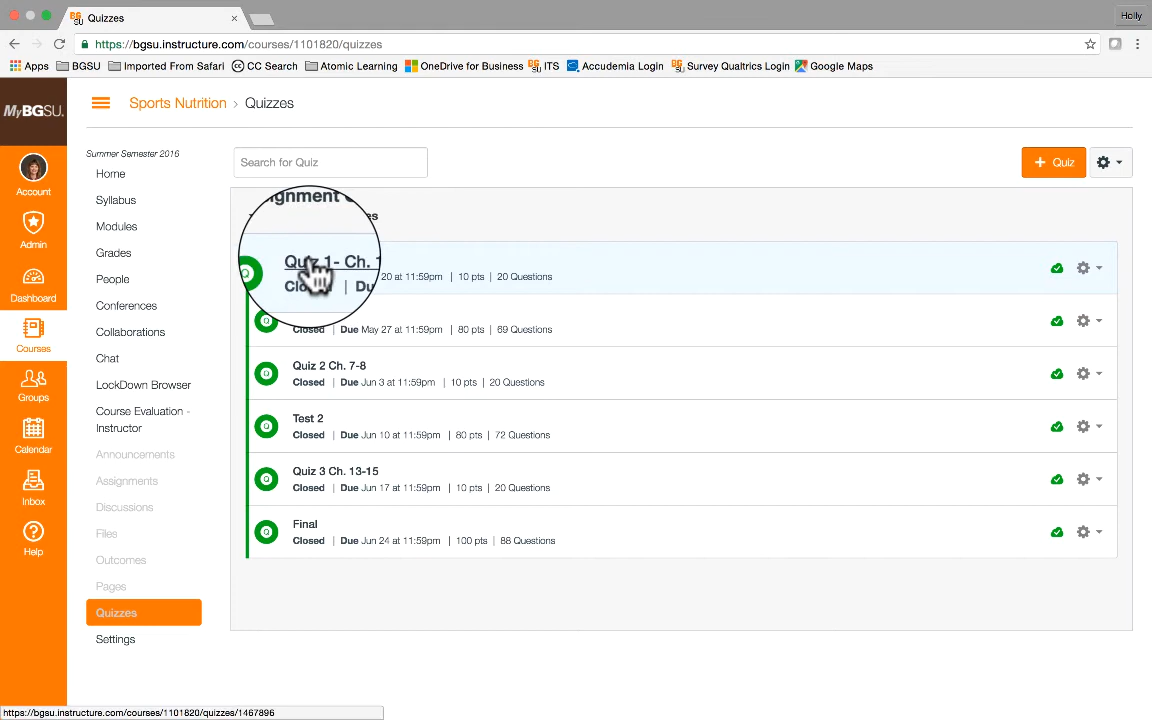 Quizzes
Holly
https://bgsu.instructure.com/courses/1101820/quizzes
Apps
BGSU
Imported From Safari
CC Search
Atomic Learning
OneDrive for Business
ITS
Accudemia Login
Survey Qualtrics Login
Google Maps
MyBGSU.
Sports Nutrition › Quizzes
Account
Admin
Dashboard
Courses
Groups
Calendar
Inbox
Help
Summer Semester 2016
Home
Syllabus
Modules
Grades
People
Conferences
Collaborations
Chat
LockDown Browser
Course Evaluation -
Instructor
Announcements
Assignments
Discussions
Files
Outcomes
Pages
Quizzes
Settings
Search for Quiz
+ Quiz
Quiz 1- Ch.
20 at 11:59pm | 10 pts | 20 Questions
Closed | Due May 27 at 11:59pm | 80 pts | 69 Questions
Quiz 2 Ch. 7-8
Closed | Due Jun 3 at 11:59pm | 10 pts | 20 Questions
Test 2
Closed | Due Jun 10 at 11:59pm | 80 pts | 72 Questions
Quiz 3 Ch. 13-15
Closed | Due Jun 17 at 11:59pm | 10 pts | 20 Questions
Final
Closed | Due Jun 24 at 11:59pm | 100 pts | 88 Questions
https://bgsu.instructure.com/courses/1101820/quizzes/1467896